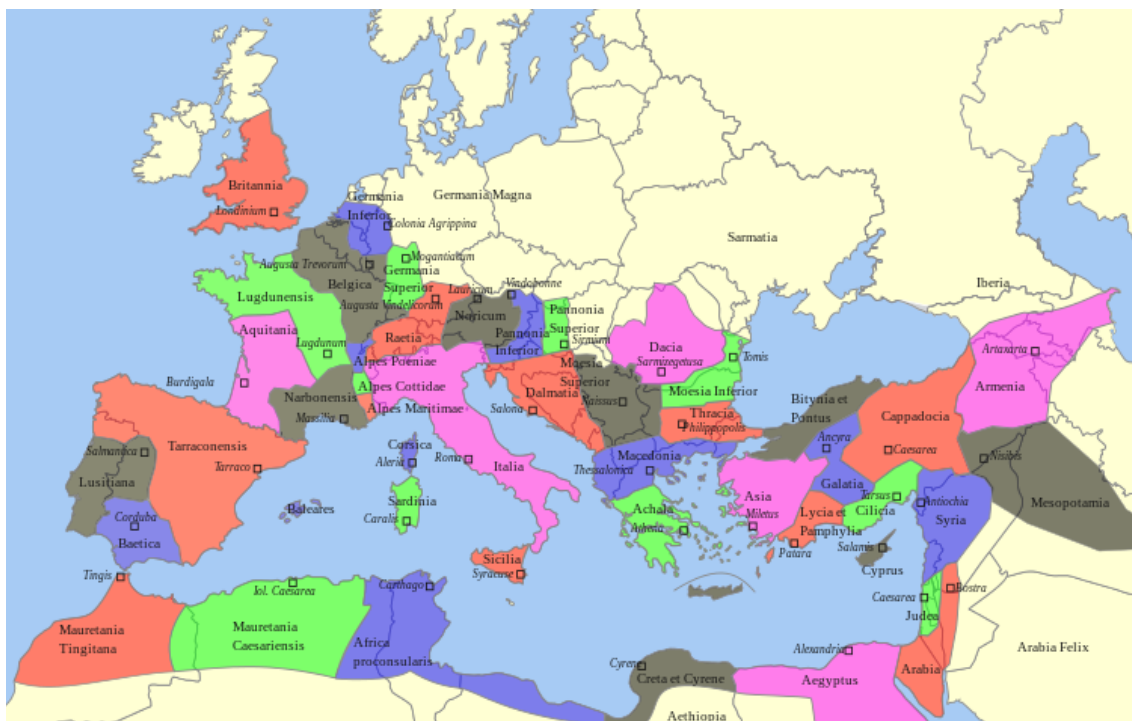 Britannia
Londinium
Germania
Inferior
Colonia Agrippina
Germania Magna
Sarmatia
Iberia
Augusta Trevorum
Belgica
Mogantiacum
Germania
Superior
Lugdunensis
Augusta Vindelicorum
Lauricum
Vindobonne
Noricum
Pannonia
Superior
Sirmium
Pannonia
Inferior
Aquitania
Lugdunum
Raetia
Alpes Poeniae
Alpes Cottidae
Alpes Maritimae
Burdigala
Narbonensis
Massilia
Dacia
Sarmizegetusa
Tomis
Moesia
Superior
Naissus
Moesia Inferior
Dalmatia
Salona
Thracia
Philippopolis
Artaxata
Armenia
Bitynia et
Pontus
Cappadocia
Caesarea
Ancyra
Galatia
Tarraconensis
Tarraco
Salmantica
Lusitiana
Corduba
Baetica
Baleares
Corsica
Aleria
Roma
Italia
Sardinia
Caralis
Macedonia
Thessalonica
Achaia
Athenia
Asia
Miletus
Lycia et
Pamphylia
Patara
Tarsus
Cilicia
Antiochia
Syria
Nisibis
Mesopotamia
Salamis
Cyprus
Sicilia
Syracuse
Tingis
Mauretania
Tingitana
Iol. Caesarea
Mauretania
Caesariensis
Carthago
Africa
proconsularis
Caesarea
Judea
Bostra
Arabia
Arabia Felix
Alexandria
Aegyptus
Cyrene
Creta et Cyrene
Aethiopia